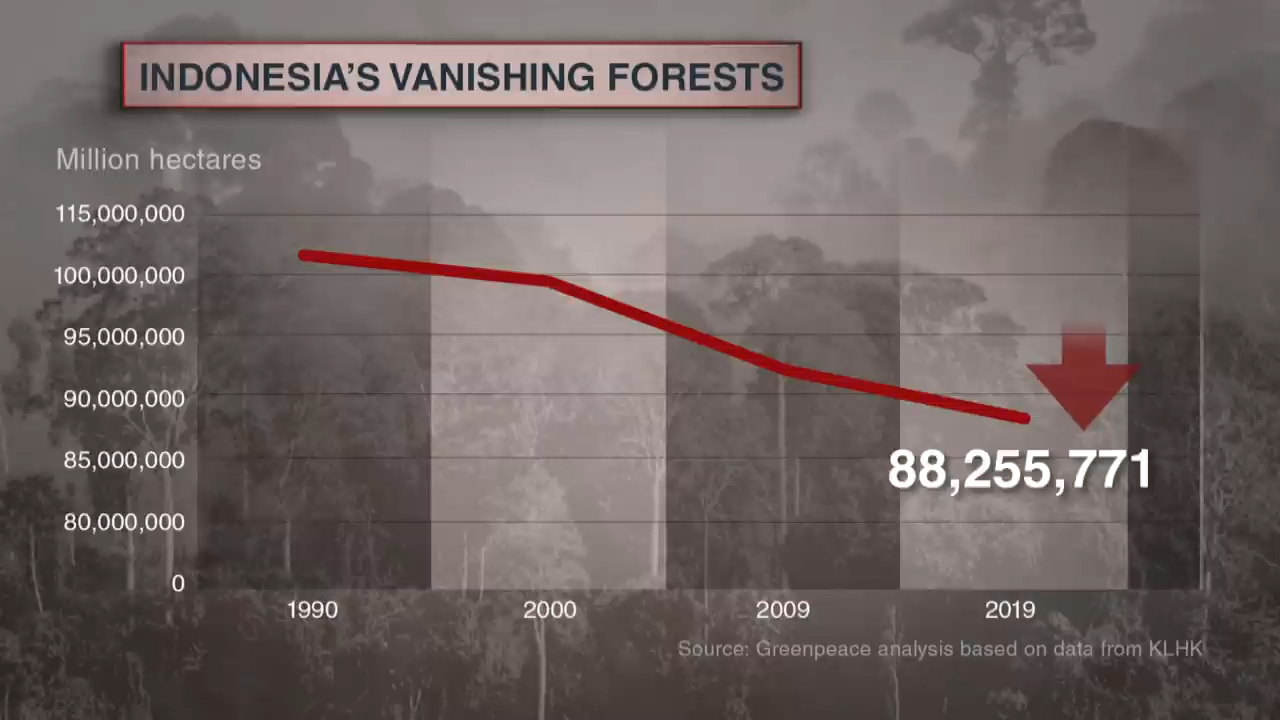 INDONESIA'S VANISHING FORESTS
Million hectares
115,000,000
100,000,000
95,000,000
90,000,000
85,000,000
80,000,000
0
88,255,771
1990 2000 2009 2019
Source: Greenpeace analysis based on data from KLHK